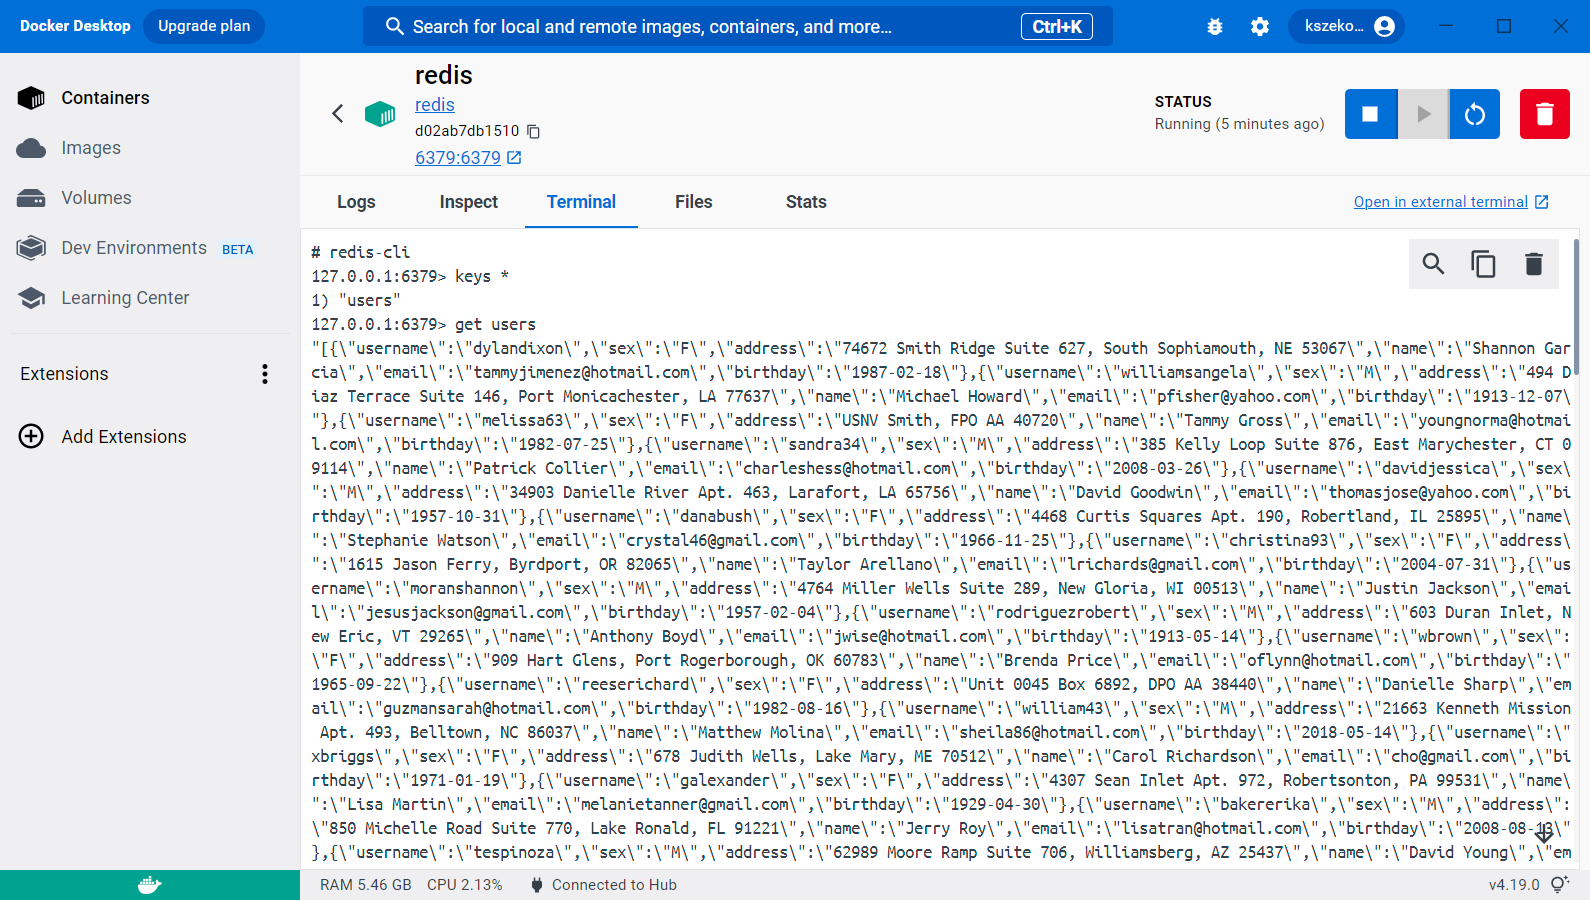 Docker Desktop Upgrade plan Search for local and remote images, containers, and more... Ctrl+K kszeko...
Containers
Images
Volumes
Dev Environments BETA
Learning Center
Extensions
Add Extensions
redis
redis
d02ab7db1510
6379:6379
STATUS
Running (5 minutes ago)
Logs Inspect Terminal Files Stats Open in external terminal
# redis-cli
127.0.0.1:6379> keys *
1) "users"
127.0.0.1:6379> get users
"[{\"username\":\"dylandixon\",\"sex\":\"F\",\"address\":\"74672 Smith Ridge Suite 627, South Sophiamouth, NE 53067\",\"name\":\"Shannon Gar
cia\",\"email\":\"tammyjimenez@hotmail.com\",\"birthday\":\"1987-02-18\"},{\"username\":\"williamsangela\",\"sex\":\"M\",\"address\":\"494 D
iaz Terrace Suite 146, Port Monicachester, LA 77637\",\"name\":\"Michael Howard\",\"email\":\"pfisher@yahoo.com\",\"birthday\":\"1913-12-07\
"},{\"username\":\"melissa63\",\"sex\":\"F\",\"address\":\"USNV Smith, FPO AA 40720\",\"name\":\"Tammy Gross\",\"email\":\"youngnorma@hotmai
l.com\",\"birthday\":\"1982-07-25\"},{\"username\":\"sandra34\",\"sex\":\"M\",\"address\":\"385 Kelly Loop Suite 876, East Marychester, CT 0
9114\",\"name\":\"Patrick Collier\",\"email\":\"charleshess@hotmail.com\",\"birthday\":\"2008-03-26\"},{\"username\":\"davidjessica\",\"sex\
":\"M\",\"address\":\"34903 Danielle River Apt. 463, Larafort, LA 65756\",\"name\":\"David Goodwin\",\"email\":\"thomasjose@yahoo.com\",\"bi
rthday\":\"1957-10-31\"},{\"username\":\"danabush\",\"sex\":\"F\",\"address\":\"4468 Curtis Squares Apt. 190, Robertland, IL 25895\",\"name\
":\"Stephanie Watson\",\"email\":\"crystal46@gmail.com\",\"birthday\":\"1966-11-25\"},{\"username\":\"christina93\",\"sex\":\"F\",\"address\
":\"1615 Jason Ferry, Byrdport, OR 82065\",\"name\":\"Taylor Arellano\",\"email\":\"lrichards@gmail.com\",\"birthday\":\"2004-07-31\"},{\"us
ername\":\"moranshannon\",\"sex\":\"M\",\"address\":\"4764 Miller Wells Suite 289, New Gloria, WI 00513\",\"name\":\"Justin Jackson\",\"emai
l\":\"jesusjackson@gmail.com\",\"birthday\":\"1957-02-04\"},{\"username\":\"rodriguezrobert\",\"sex\":\"M\",\"address\":\"603 Duran Inlet, N
ew Eric, VT 29265\",\"name\":\"Anthony Boyd\",\"email\":\"jwise@hotmail.com\",\"birthday\":\"1913-05-14\"},{\"username\":\"wbrown\",\"sex\":
\"F\",\"address\":\"909 Hart Glens, Port Rogerborough, OK 60783\",\"name\":\"Brenda Price\",\"email\":\"oflynn@hotmail.com\",\"birthday\":\"
1965-09-22\"},{\"username\":\"reeserichard\",\"sex\":\"F\",\"address\":\"Unit 0045 Box 6892, DPO AA 38440\",\"name\":\"Danielle Sharp\",\"em
ail\":\"guzmansarah@hotmail.com\",\"birthday\":\"1982-08-16\"},{\"username\":\"william43\",\"sex\":\"M\",\"address\":\"21663 Kenneth Mission
 Apt. 493, Belltown, NC 86037\",\"name\":\"Matthew Molina\",\"email\":\"sheila86@hotmail.com\",\"birthday\":\"2018-05-14\"},{\"username\":\"
xbriggs\",\"sex\":\"F\",\"address\":\"678 Judith Wells, Lake Mary, ME 70512\",\"name\":\"Carol Richardson\",\"email\":\"cho@gmail.com\",\"bi
rthday\":\"1971-01-19\"},{\"username\":\"galexander\",\"sex\":\"F\",\"address\":\"4307 Sean Inlet Apt. 972, Robertsonton, PA 99531\",\"name\
":\"Lisa Martin\",\"email\":\"melanietanner@gmail.com\",\"birthday\":\"1929-04-30\"},{\"username\":\"bakererika\",\"sex\":\"M\",\"address\":
\"850 Michelle Road Suite 770, Lake Ronald, FL 91221\",\"name\":\"Jerry Roy\",\"email\":\"lisatran@hotmail.com\",\"birthday\":\"2008-08-13\"
},{\"username\":\"tespinoza\",\"sex\":\"M\",\"address\":\"62989 Moore Ramp Suite 706, Williamsberg, AZ 25437\",\"name\":\"David Young\",\"em
RAM 5.46 GB CPU 2.13% Connected to Hub v4.19.0